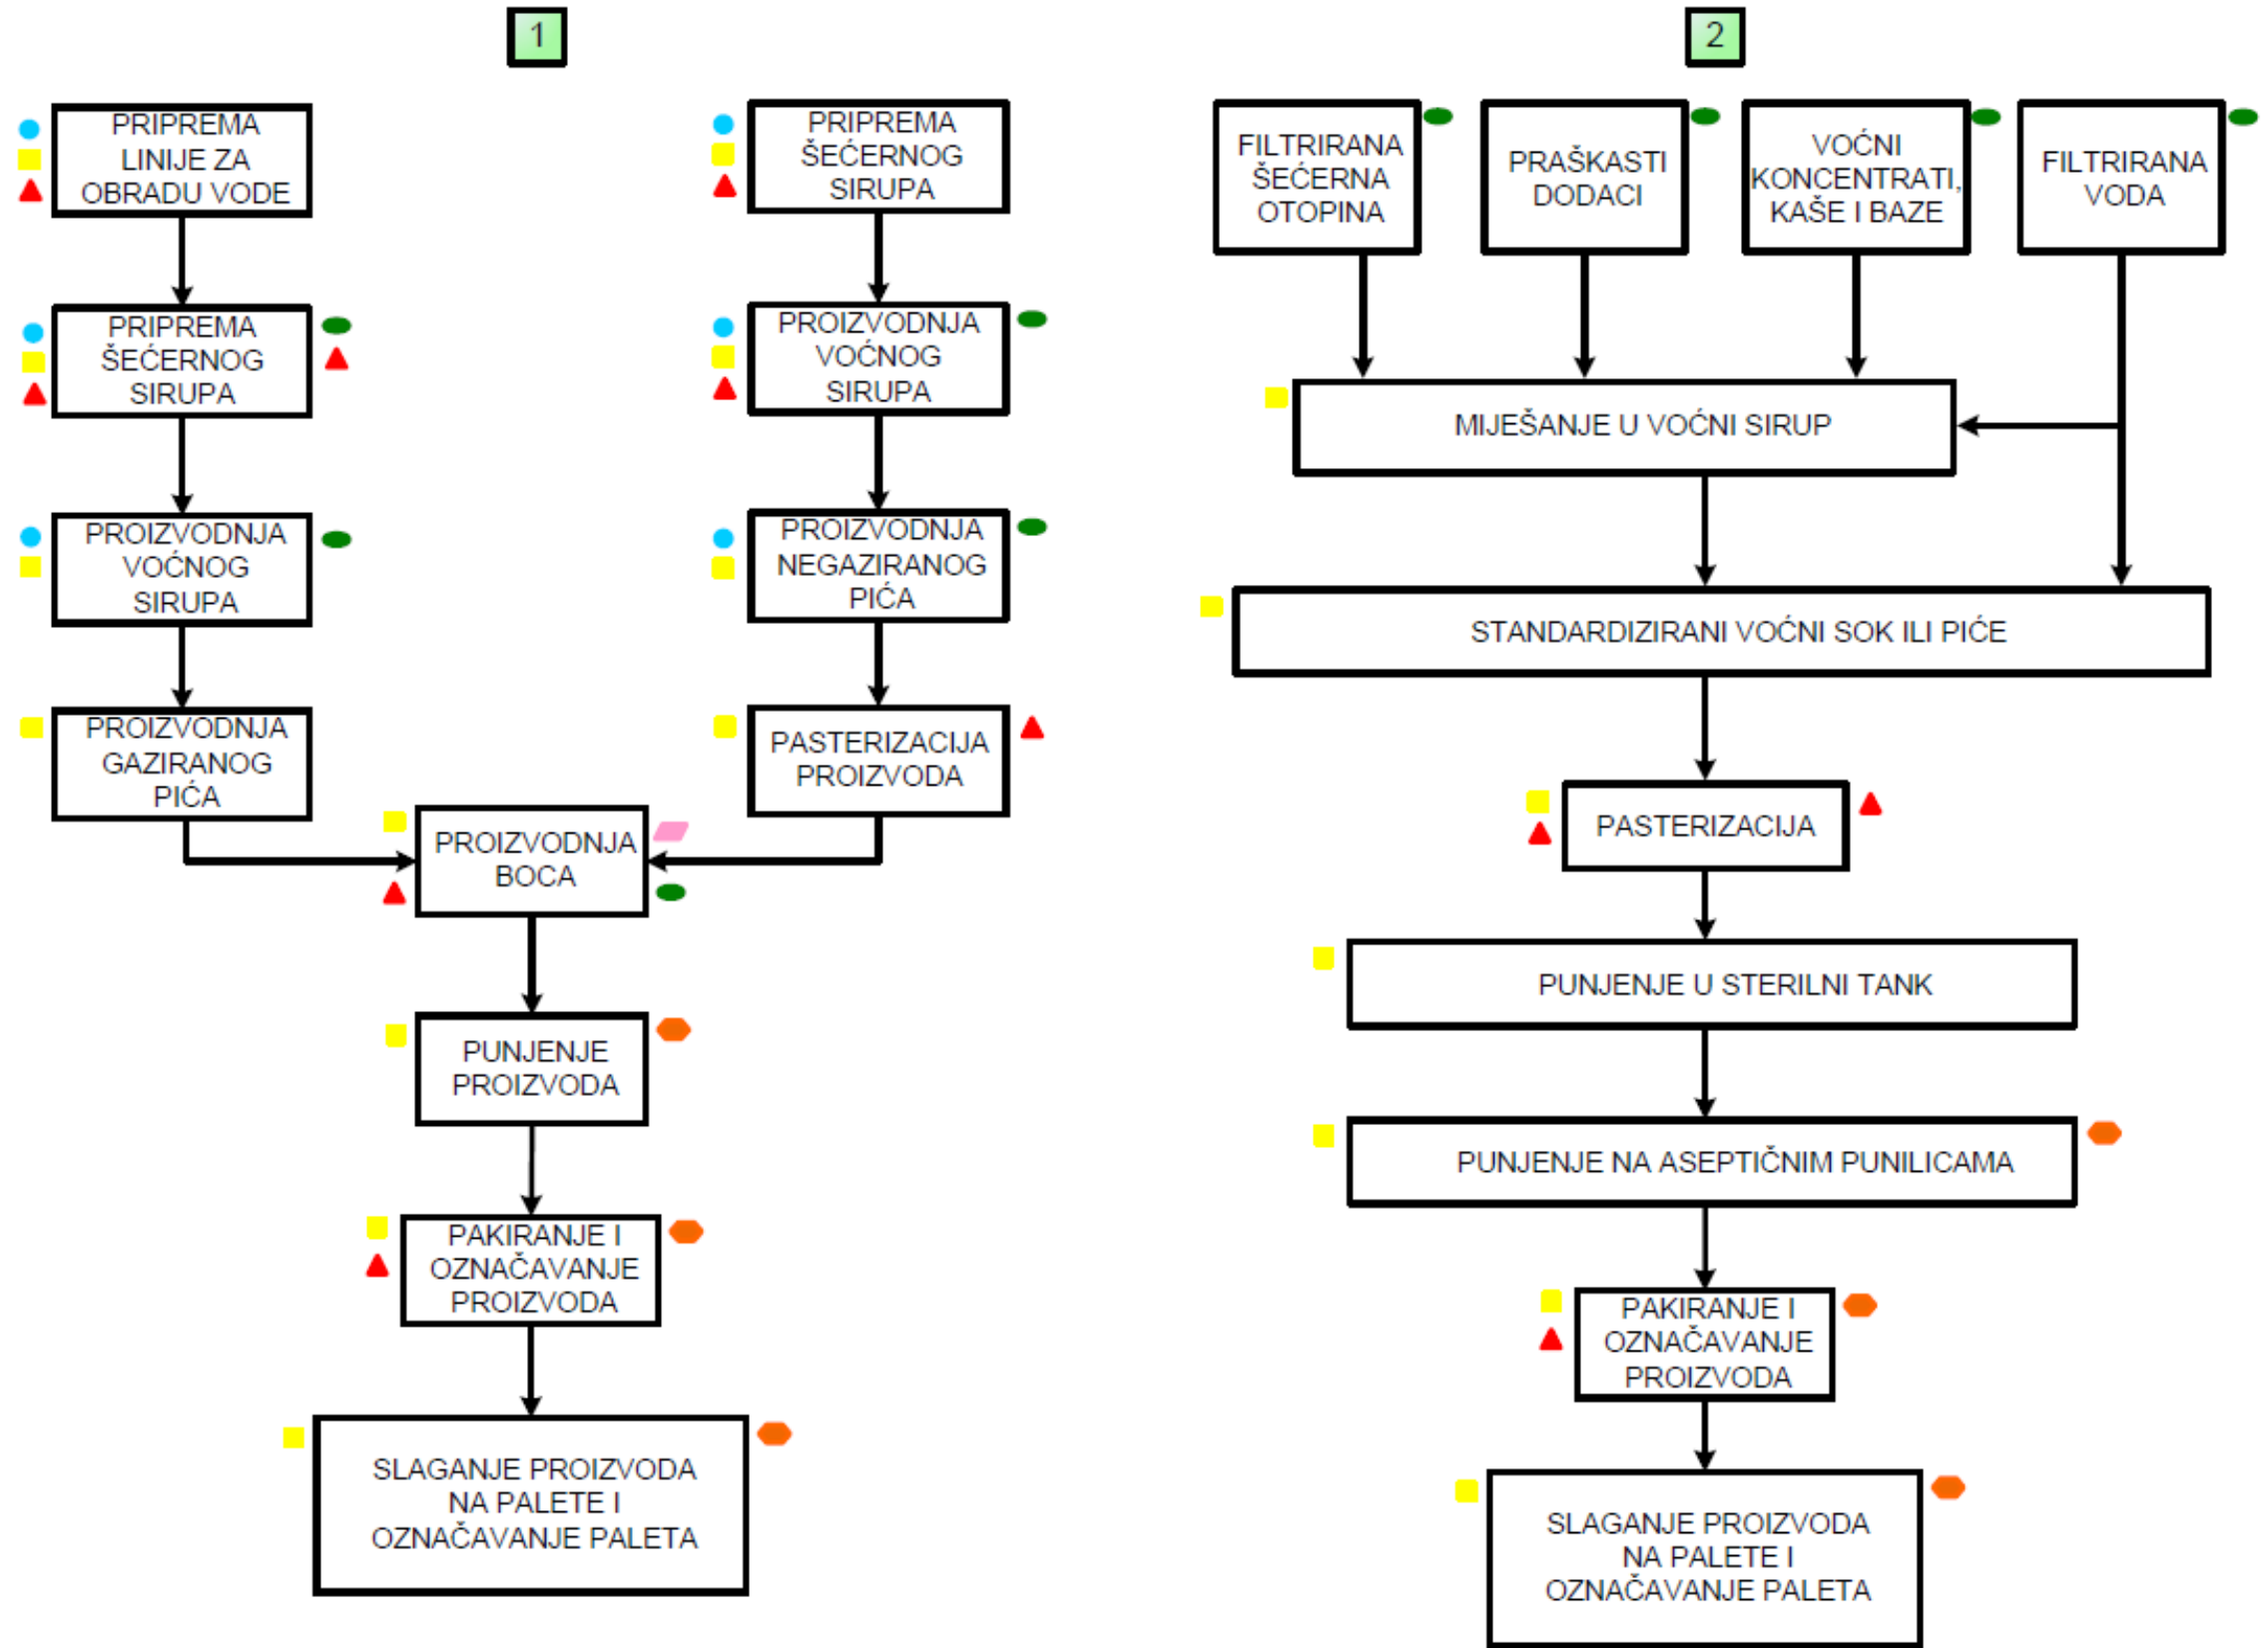 1
PRIPREMA
LINIJE ZA
OBRADU VODE
PRIPREMA
ŠEĆERNOG
SIRUPA
PROIZVODNJA
VOĆNOG
SIRUPA
PROIZVODNJA
GAZIRANOG
PIĆA
PRIPREMA
ŠEĆERNOG
SIRUPA
PROIZVODNJA
VOĆNOG
SIRUPA
PROIZVODNJA
NEGAZIRANOG
PIĆA
PASTERIZACIJA
PROIZVODA
PROIZVODNJA
BOCA
PUNJENJE
PROIZVODA
PAKIRANJE I
OZNAČAVANJE
PROIZVODA
SLAGANJE PROIZVODA
NA PALETE I
OZNAČAVANJE PALETA
2
FILTRIRANA
ŠEĆERNA
OTOPINA
PRAŠKASTI
DODACI
VOĆNI
KONCENTRATI,
KAŠE I BAZE
FILTRIRANA
VODA
MIJEŠANJE U VOĆNI SIRUP
STANDARDIZIRANI VOĆNI SOK ILI PIĆE
PASTERIZACIJA
PUNJENJE U STERILNI TANK
PUNJENJE NA ASEPTIČNIM PUNILICAMA
PAKIRANJE I
OZNAČAVANJE
PROIZVODA
SLAGANJE PROIZVODA
NA PALETE I
OZNAČAVANJE PALETA